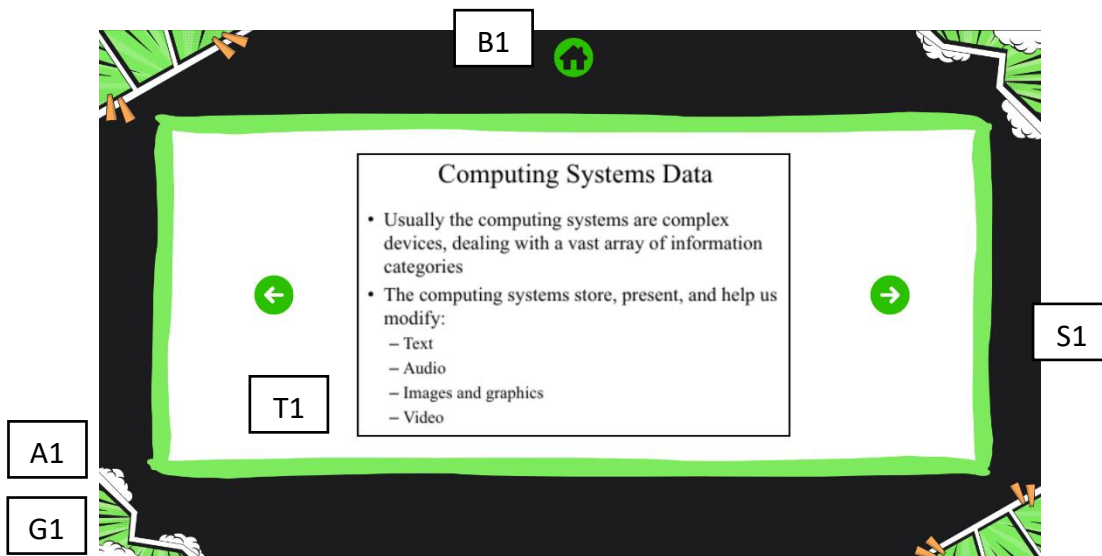 B1
Computing Systems Data
• Usually the computing systems are complex
devices, dealing with a vast array of information
categories
• The computing systems store, present, and help us
modify:
– Text
– Audio
– Images and graphics
– Video
S1
T1
A1
G1